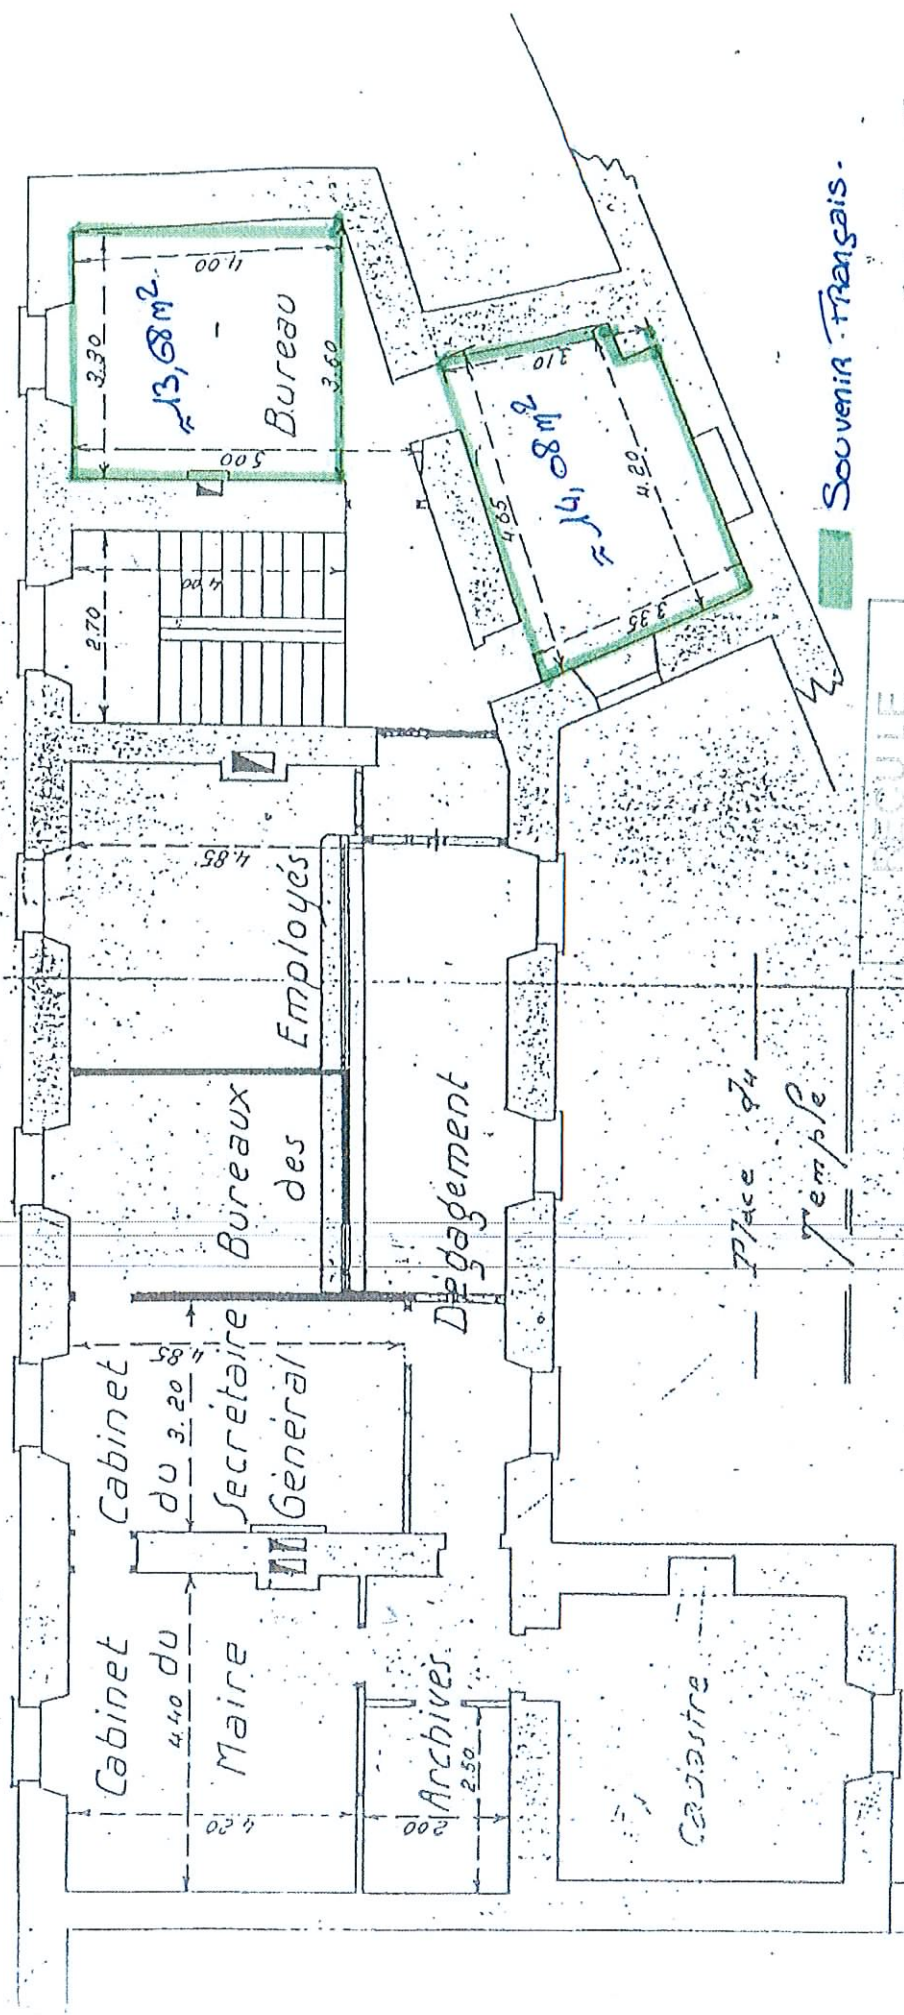 Cabinet
4.40 du
Maire
4.20
Archives.
2.50
2.00
Cadastre
Cabinet
du 3.20
Secrétaire
Général
4.85
Bureaux
des
Employés
4.85
Dégagement
Place du
Temple
2.70
4.00
5.00
3.30
4.00
≈13,68m²
Bureau
3.60
4.65
3.10
≈14,08m²
4.20
3.35
Souvenir-Français.